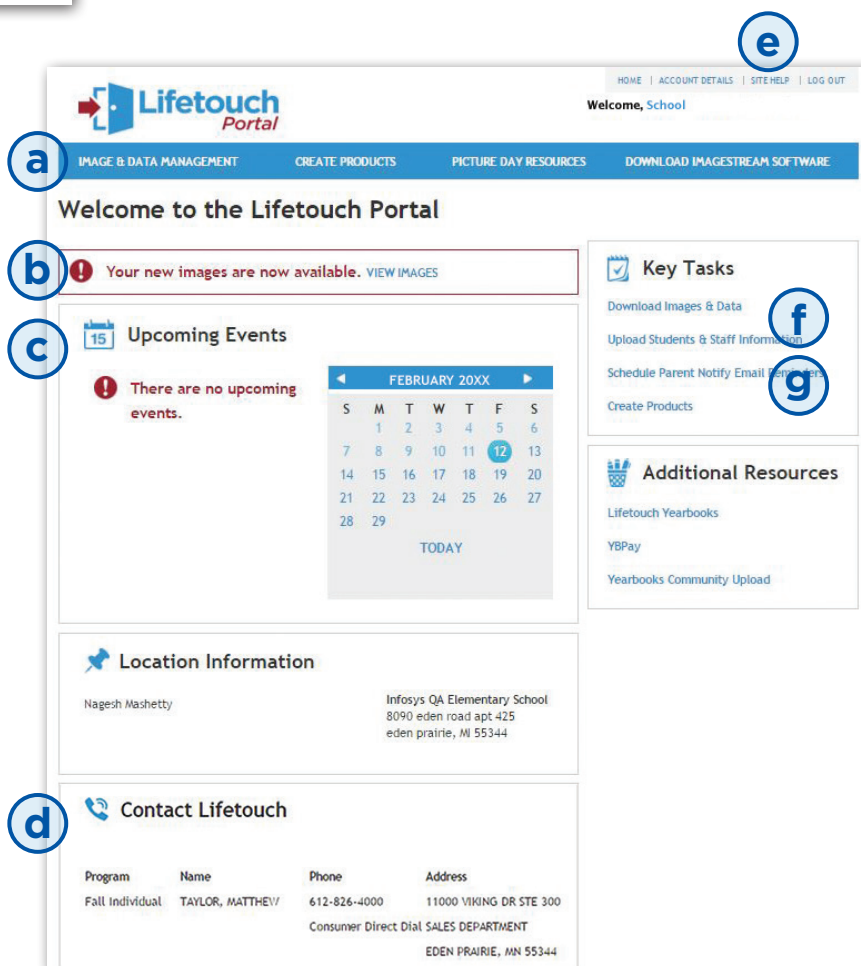 e
HOME | ACCOUNT DETAILS | SITE HELP | LOG OUT
Lifetouch
Portal
Welcome, School
a
IMAGE & DATA MANAGEMENT CREATE PRODUCTS PICTURE DAY RESOURCES DOWNLOAD IMAGESTREAM SOFTWARE
Welcome to the Lifetouch Portal
b
Your new images are now available. VIEW IMAGES
c
15 Upcoming Events
There are no upcoming
events.
FEBRUARY 20XX
S M T W T F S
1 2 3 4 5 6
7 8 9 10 11 12 13
14 15 16 17 18 19 20
21 22 23 24 25 26 27
28 29
TODAY
Key Tasks
Download Images & Data
f
Upload Students & Staff Information
Schedule Parent Notify Email Reminders
g
Create Products
Additional Resources
Lifetouch Yearbooks
YBPay
Yearbooks Community Upload
Location Information
Nagesh Mashetty
Infosys QA Elementary School
8090 eden road apt 425
eden prairie, MI 55344
d
Contact Lifetouch
Program Name Phone Address
Fall Individual TAYLOR, MATTHEW 612-826-4000 11000 VIKING DR STE 300
Consumer Direct Dial SALES DEPARTMENT
EDEN PRAIRIE, MN 55344